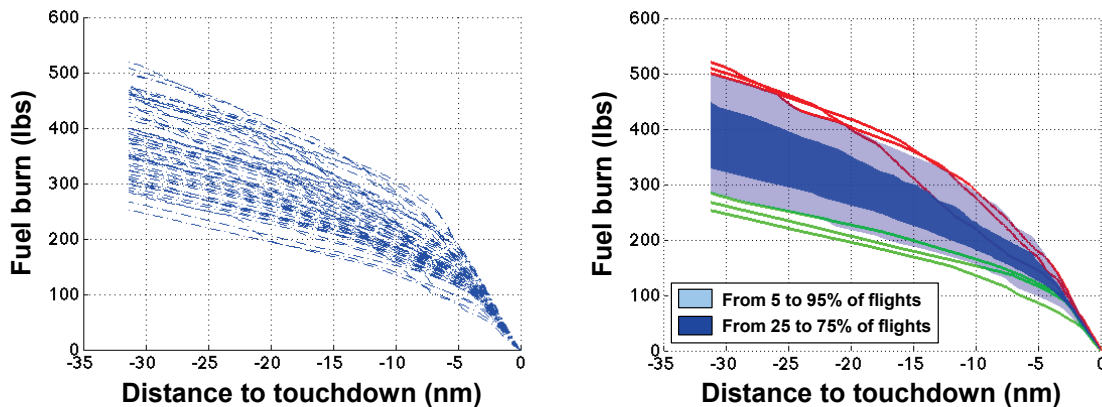 600
500
400
300
200
100
0
Fuel burn (lbs)
-35 -30 -25 -20 -15 -10 -5 0
Distance to touchdown (nm)
600
500
400
300
200
100
0
Fuel burn (lbs)
From 5 to 95% of flights
From 25 to 75% of flights
-35 -30 -25 -20 -15 -10 -5 0
Distance to touchdown (nm)